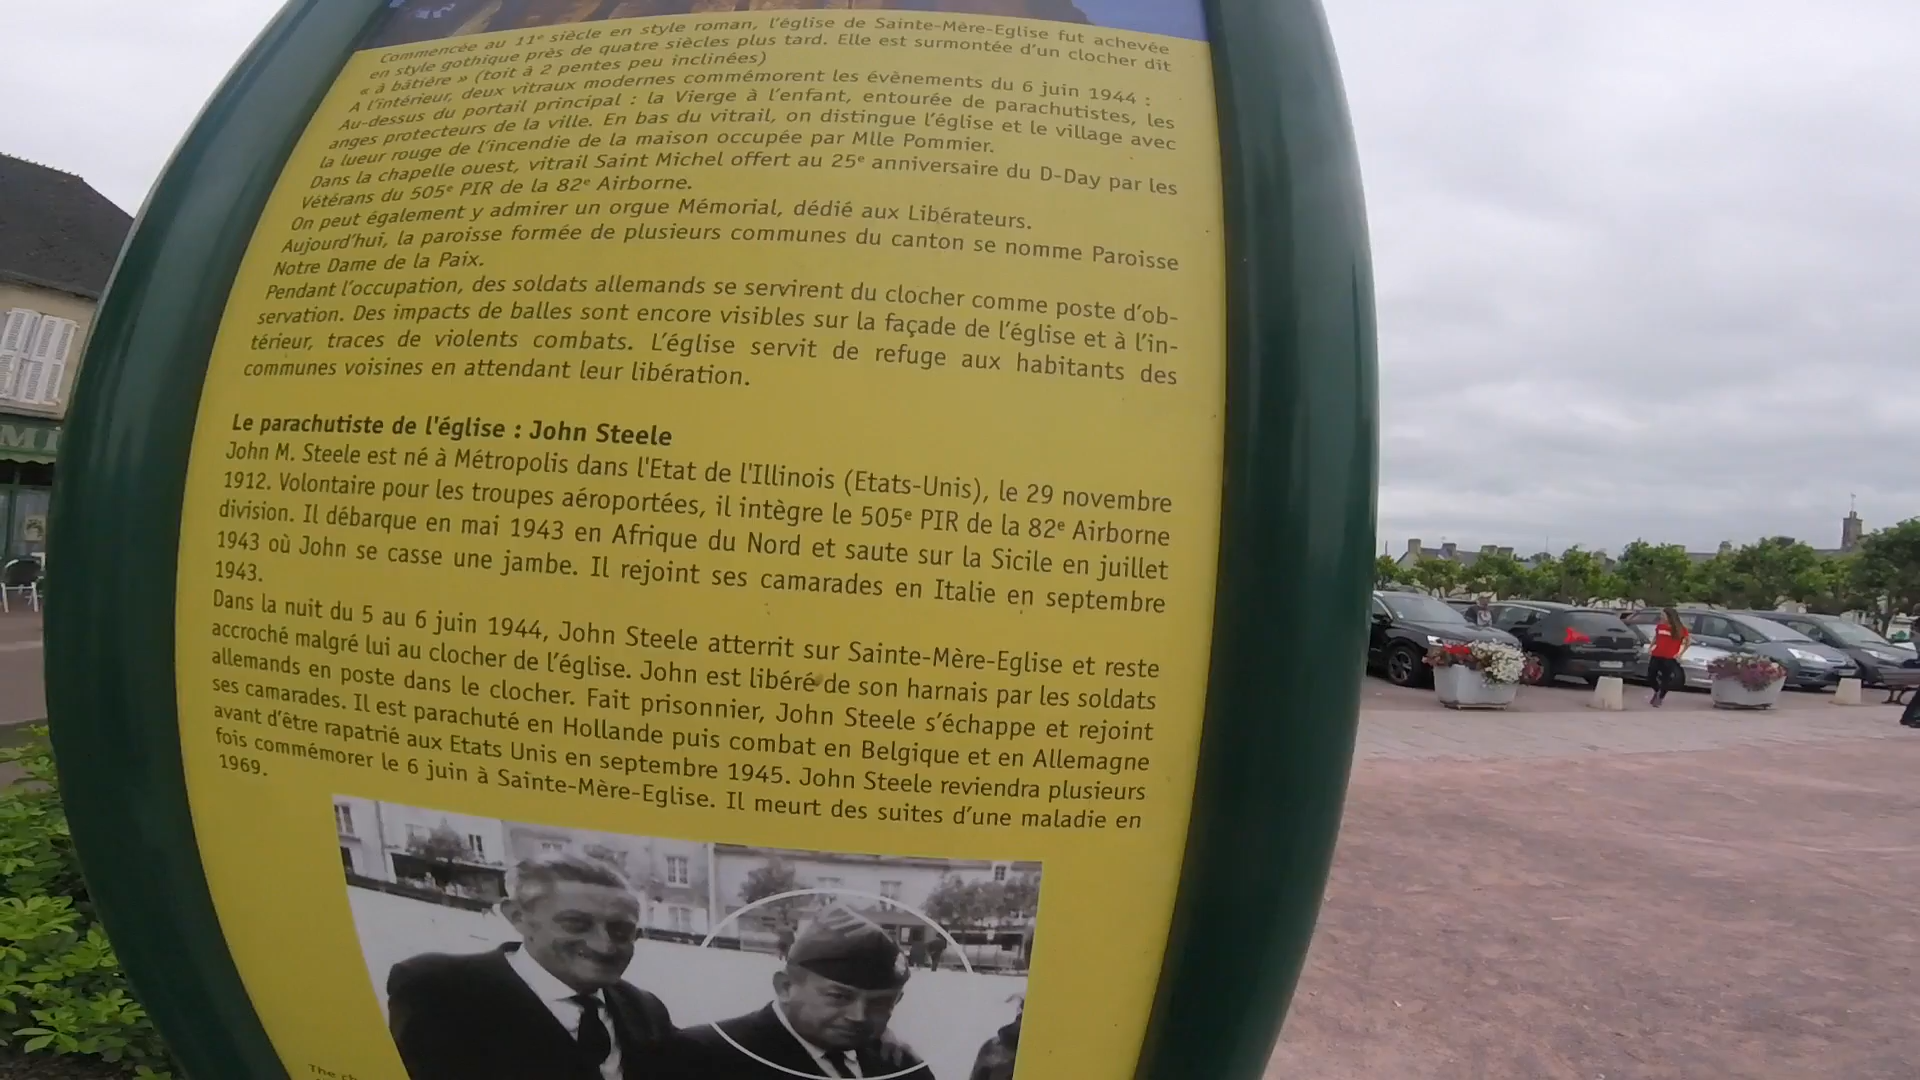 Commencée au 11e siècle en style roman, l'église de Sainte-Mère-Eglise fut achevée
en style gothique près de quatre siècles plus tard. Elle est surmontée d'un clocher dit
« à bâtière » (toit à 2 pentes peu inclinées)
A l'intérieur, deux vitraux modernes commémorent les évènements du 6 juin 1944 :
Au-dessus du portail principal : la Vierge à l'enfant, entourée de parachutistes, les
anges protecteurs de la ville. En bas du vitrail, on distingue l'église et le village avec
la lueur rouge de l'incendie de la maison occupée par Mlle Pommier.
Dans la chapelle ouest, vitrail Saint Michel offert au 25e anniversaire du D-Day par les
Vétérans du 505e PIR de la 82e Airborne.
On peut également y admirer un orgue Mémorial, dédié aux Libérateurs.
Aujourd'hui, la paroisse formée de plusieurs communes du canton se nomme Paroisse
Notre Dame de la Paix.
Pendant l'occupation, des soldats allemands se servirent du clocher comme poste d'ob-
servation. Des impacts de balles sont encore visibles sur la façade de l'église et à l'in-
térieur, traces de violents combats. L'église servit de refuge aux habitants des
communes voisines en attendant leur libération.
Le parachutiste de l'église : John Steele
John M. Steele est né à Métropolis dans l'Etat de l'Illinois (Etats-Unis), le 29 novembre
1912. Volontaire pour les troupes aéroportées, il intègre le 505e PIR de la 82e Airborne
division. Il débarque en mai 1943 en Afrique du Nord et saute sur la Sicile en juillet
1943 où John se casse une jambe. Il rejoint ses camarades en Italie en septembre
1943.
Dans la nuit du 5 au 6 juin 1944, John Steele atterrit sur Sainte-Mère-Eglise et reste
accroché malgré lui au clocher de l'église. John est libéré de son harnais par les soldats
allemands en poste dans le clocher. Fait prisonnier, John Steele s'échappe et rejoint
ses camarades. Il est parachuté en Hollande puis combat en Belgique et en Allemagne
avant d'être rapatrié aux Etats Unis en septembre 1945. John Steele reviendra plusieurs
fois commémorer le 6 juin à Sainte-Mère-Eglise. Il meurt des suites d'une maladie en
1969.
The